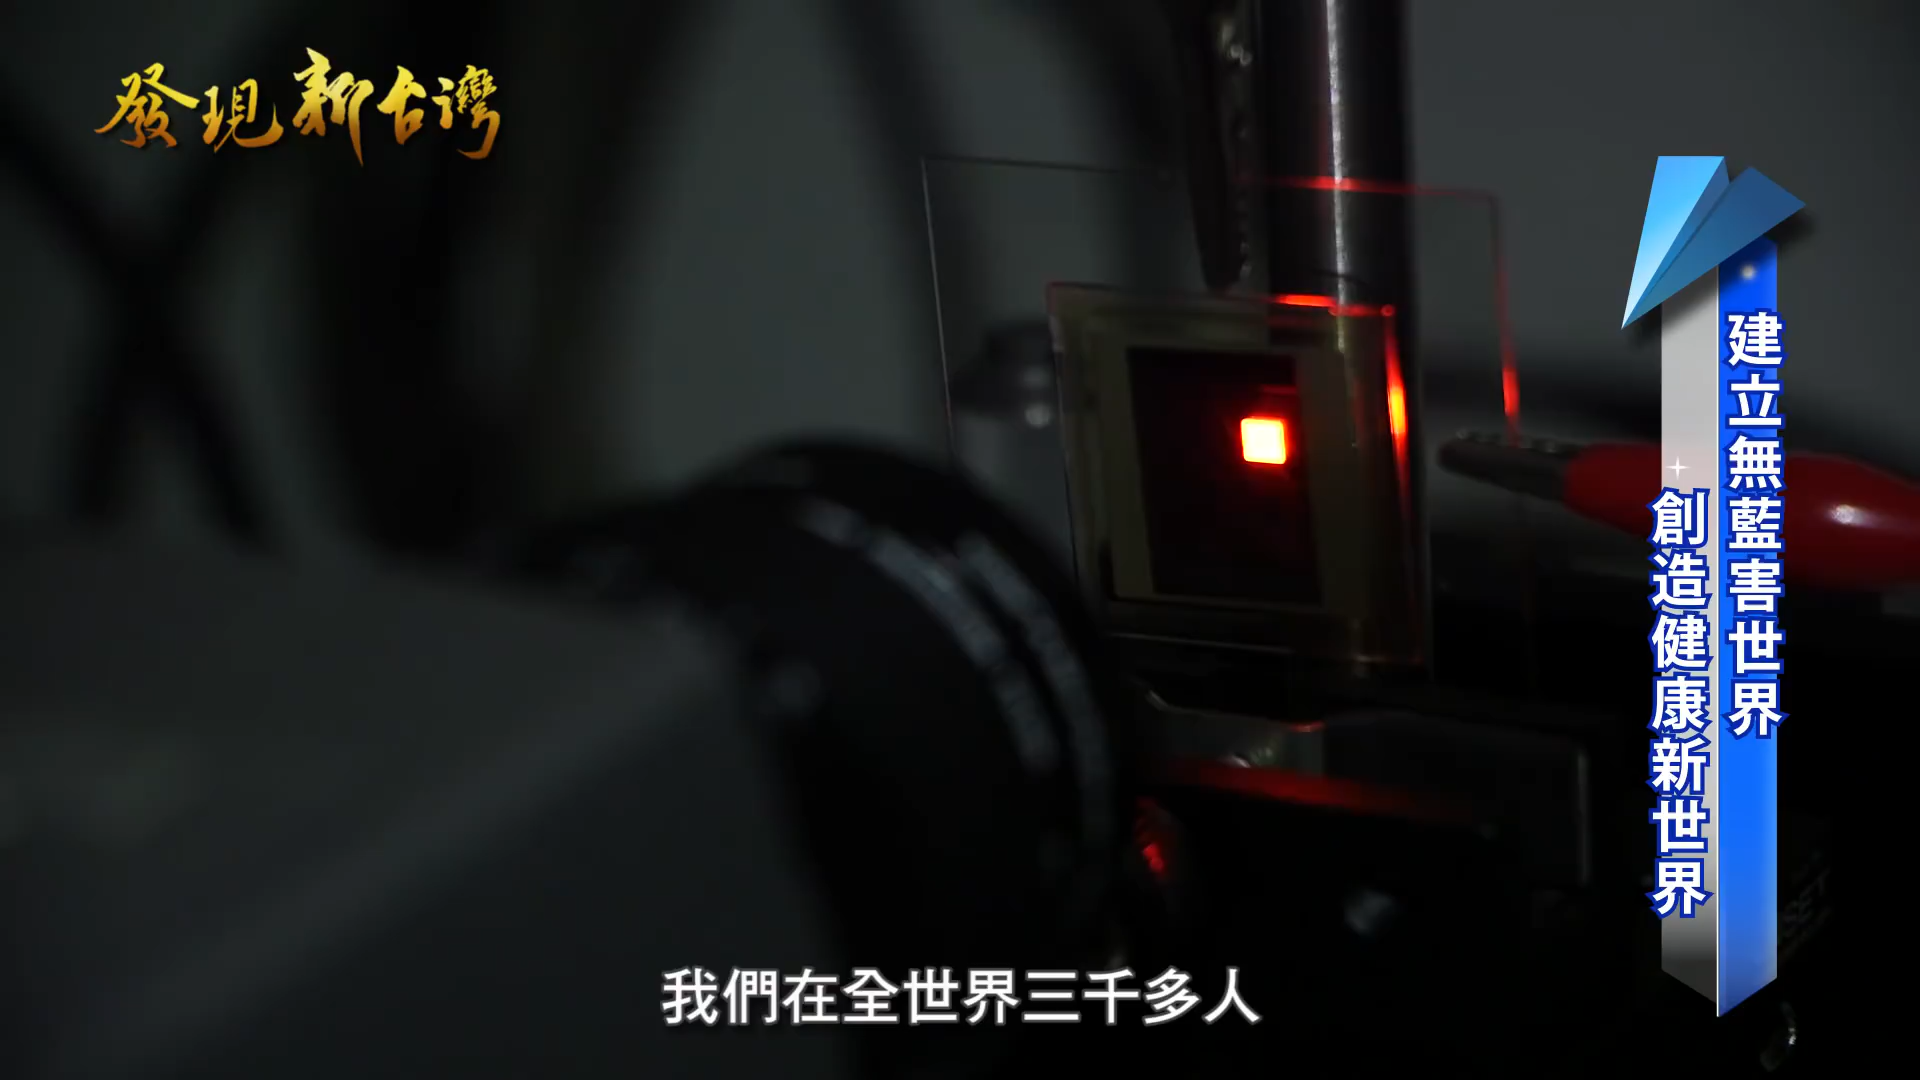 發現新台灣
建立無藍害世界
創造健康新世界
我們在全世界三千多人